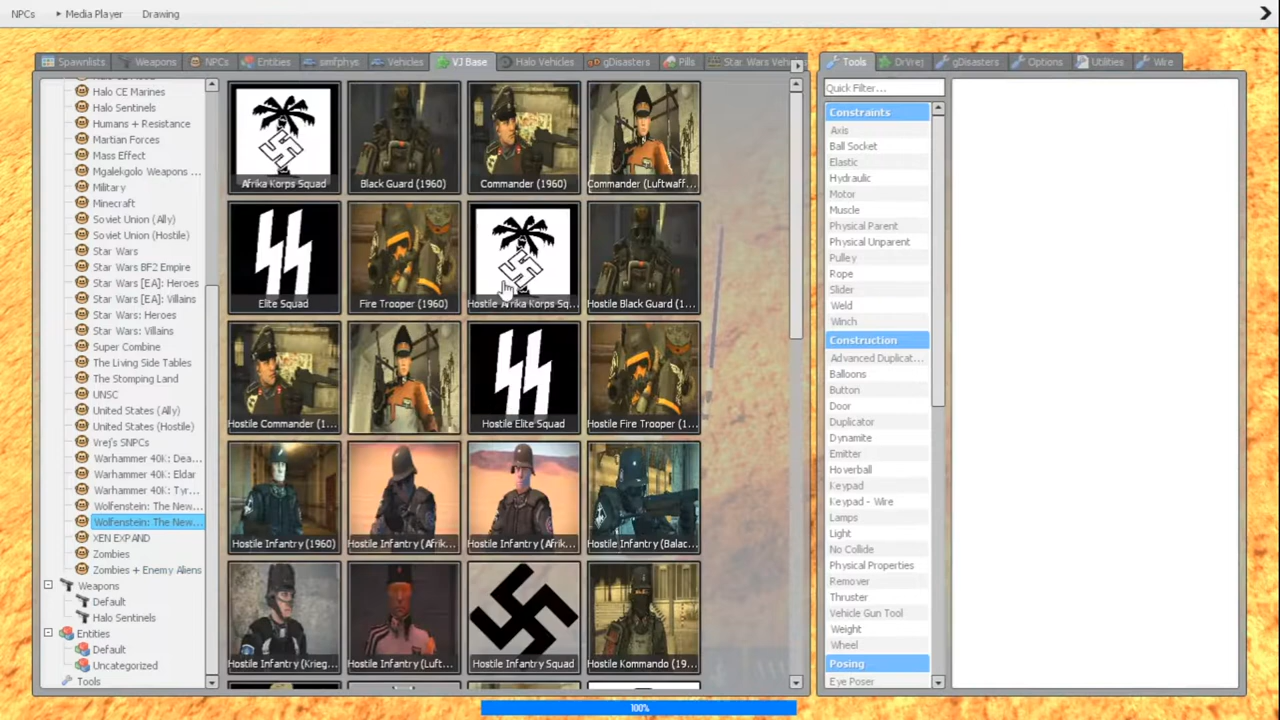 NPCs
Media Player
Drawing
Spawnlists
Weapons
NPCs
Entities
smfphys
Vehicles
VJ Base
Halo Vehicles
gDisasters
Pills
Star Wars
Halo CE Marines
Halo Sentinels
Humans + Resistance
Martian Forces
Mass Effect
Mgalekgolo Weapons ...
Military
Minecraft
Soviet Union (Ally)
Soviet Union (Hostile)
Star Wars
Star Wars BF2 Empire
Star Wars [EA]: Heroes
Star Wars [EA]: Villains
Star Wars: Heroes
Star Wars: Villains
Super Combine
The Living Side Tables
The Stomping Land
UNSC
United States (Ally)
United States (Hostile)
Vrej's SNPCs
Warhammer 40k: Dea...
Warhammer 40k: Eldar
Warhammer 40k: Tyr...
Wolfenstein: The New...
Wolfenstein: The New...
XEN EXPAND
Zombies
Zombies + Enemy Aliens
Weapons
Default
Halo Sentinels
Entities
Default
Uncategorized
Tools
Afrika Korps Squad
Black Guard (1960)
Commander (1960)
Commander (Luftwaff...
Elite Squad
Fire Trooper (1960)
Hostile Afrika Korps Sq...
Hostile Black Guard (1...
Hostile Commander (1...
Hostile Elite Squad
Hostile Fire Trooper (1...
Hostile Infantry (1960)
Hostile Infantry (Afrik...
Hostile Infantry (Afrik...
Hostile Infantry (Balac...
Hostile Infantry (Krieg...
Hostile Infantry (Luft...
Hostile Infantry Squad
Hostile Kommando (19...
Tools
DrVrej
gDisasters
Options
Utilities
Wire
Quick Filter...
Constraints
Axis
Ball Socket
Elastic
Hydraulic
Motor
Muscle
Physical Parent
Physical Unparent
Pulley
Rope
Slider
Weld
Winch
Construction
Advanced Duplicat...
Balloons
Button
Door
Duplicator
Dynamite
Emitter
Hoverball
Keypad
Keypad - Wire
Lamps
Light
No Collide
Physical Properties
Remover
Thruster
Vehicle Gun Tool
Weight
Wheel
Posing
Eye Poser
100%